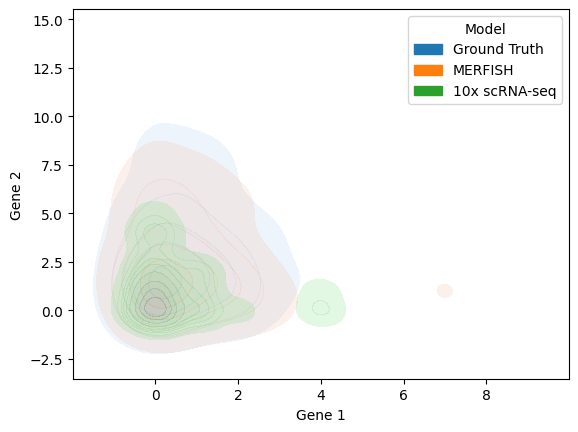 15.0
12.5
10.0
7.5
5.0
2.5
0.0
−2.5
Gene 2
0
2
4
6
8
Gene 1
Model
Ground Truth
MERFISH
10x scRNA-seq